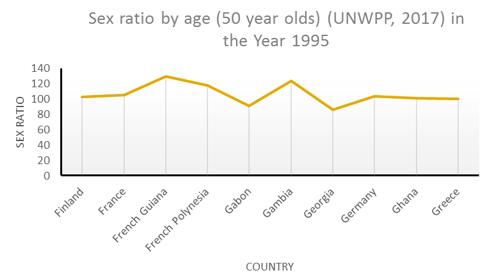 Sex ratio by age (50 year olds) (UNWPP, 2017) in
the Year 1995
SEX RATIO
140
120
100
80
60
40
20
0
Finland
France
French Guiana
French Polynesia
Gabon
Gambia
Georgia
Germany
Ghana
Greece
COUNTRY